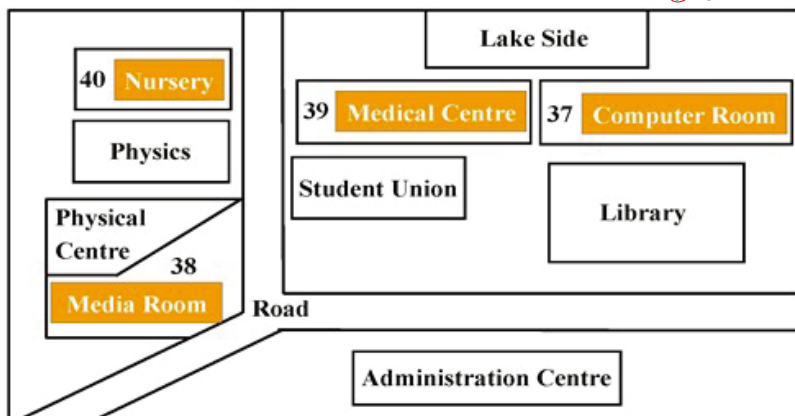 Lake Side
40 Nursery
39 Medical Centre
37 Computer Room
Physics
Student Union
Library
Physical
Centre
38
Media Room
Road
Administration Centre